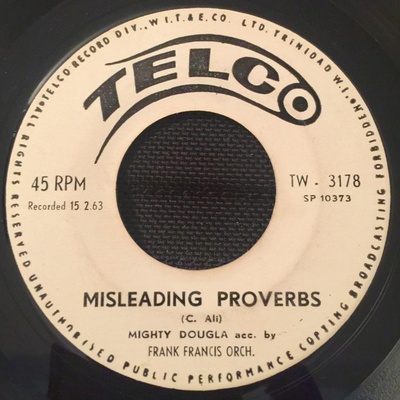 TELCO RECORD DIV., W.I.T. & E. CO. LTD. TRINIDAD W.I.
TELCO
45 RPM
TW - 3178
Recorded 15 2.63
SP 10373
MISLEADING PROVERBS
(C. Ali)
MIGHTY DOUGLA acc. by
FRANK FRANCIS ORCH.
ALL RIGHTS RESERVED UNAUTHORISED PUBLIC PERFORMANCE COPYING BROADCASTING FORBIDDEN